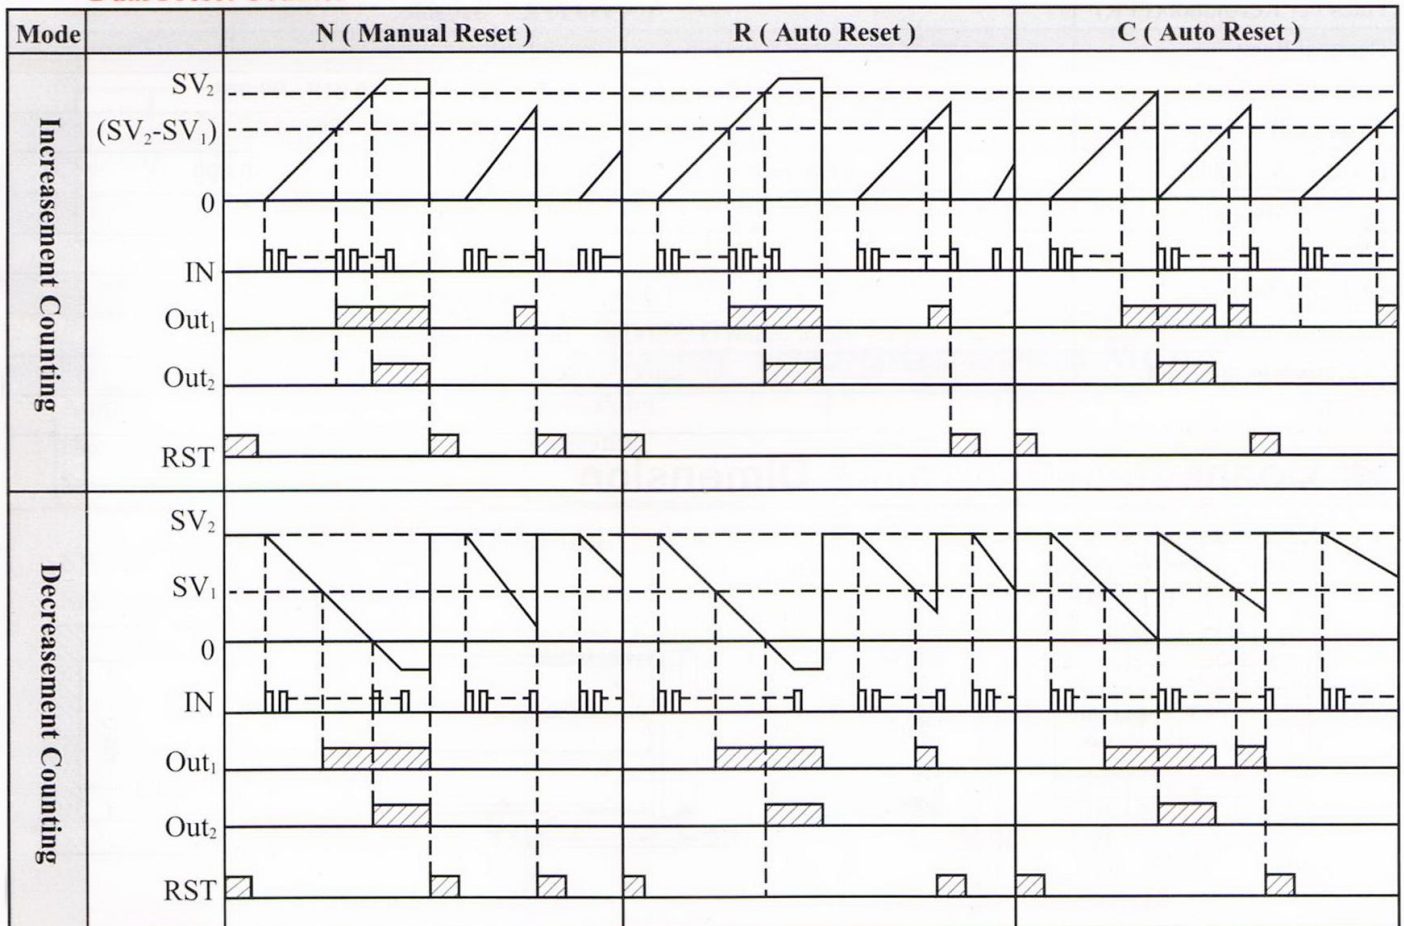 Mode N ( Manual Reset ) R ( Auto Reset ) C ( Auto Reset )
Increasement Counting
SV₂
(SV₂-SV₁)
0
IN
Out₁
Out₂
RST
Dimension
Decreasement Counting
SV₂
SV₁
0
IN
Out₁
Out₂
RST